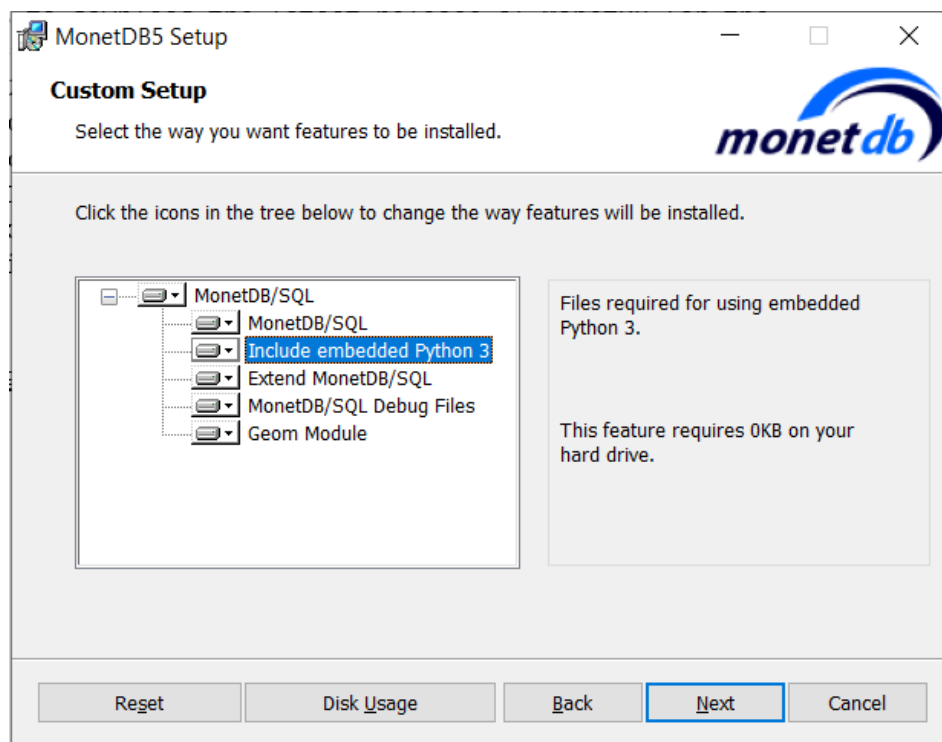 MonetDB5 Setup
Custom Setup
Select the way you want features to be installed.
monetdb
Click the icons in the tree below to change the way features will be installed.
MonetDB/SQL
MonetDB/SQL
Include embedded Python 3
Extend MonetDB/SQL
MonetDB/SQL Debug Files
Geom Module
Files required for using embedded
Python 3.
This feature requires 0KB on your
hard drive.
Reset
Disk Usage
Back
Next
Cancel